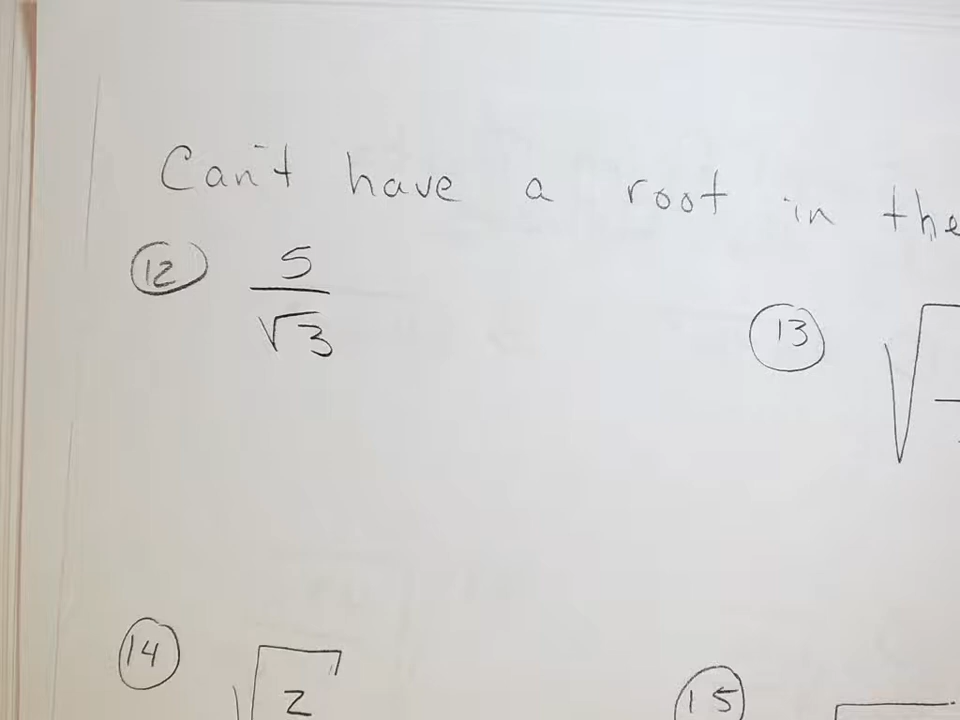 Can't have a root in the
12 5/√3
13 √
14 √2
15